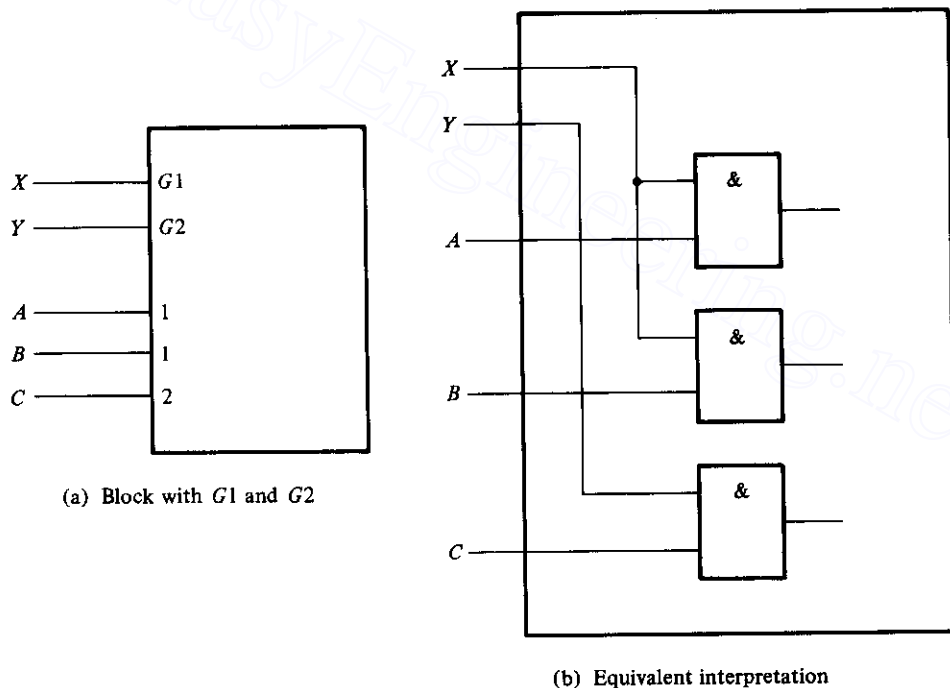 X
G1
Y
G2
A
1
B
1
C
2
(a) Block with G1 and G2
X
Y
&
A
&
B
&
C
(b) Equivalent interpretation